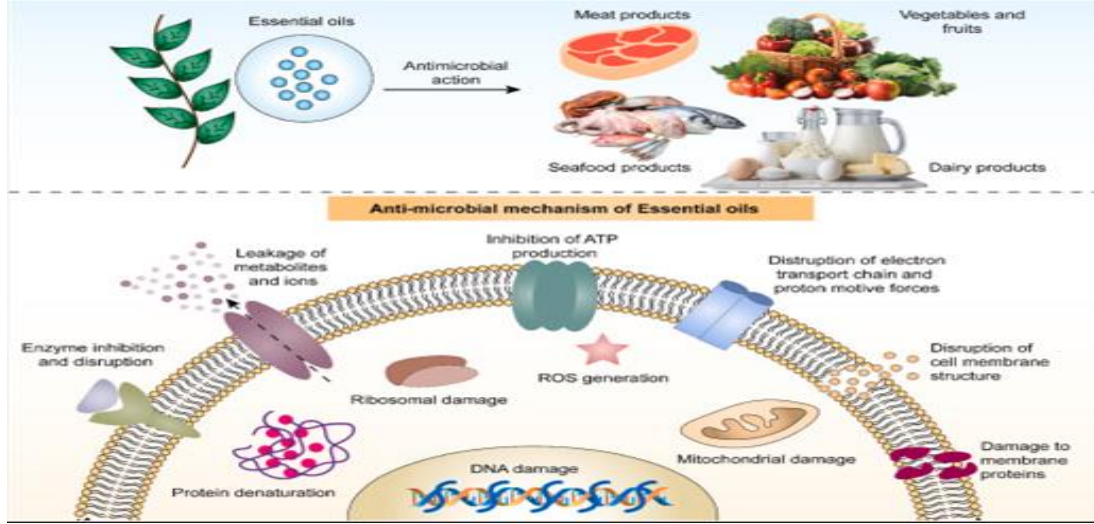 Essential oils
Antimicrobial
action
Meat products
Vegetables and
fruits
Seafood products
Dairy products
Anti-microbial mechanism of Essential oils
Leakage of
metabolites
and ions
Inhibition of ATP
production
Distruption of electron
transport chain and
proton motive forces
Enzyme inhibition
and disruption
Disruption of
cell membrane
structure
Ribosomal damage
ROS generation
Protein denaturation
DNA damage
Mitochondrial damage
Damage to
membrane
proteins